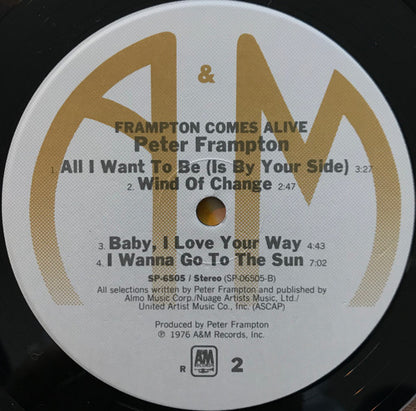 A&M
FRAMPTON COMES ALIVE
Peter Frampton
1. All I Want To Be (Is By Your Side) 3:27
2. Wind Of Change 2:47
3. Baby, I Love Your Way 4:43
4. I Wanna Go To The Sun 7:02
SP-6505 / Stereo (SP-06505-B)
All selections written by Peter Frampton and published by
Almo Music Corp./Nuage Artists Music, Ltd./
United Artist Music Co., Inc. (ASCAP)
Produced by Peter Frampton
℗ 1976 A&M Records, Inc.
R A&M 2